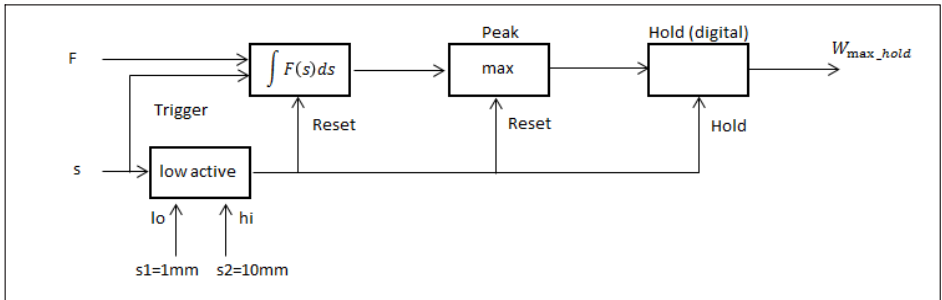 Peak
Hold (digital)
F
∫ F(s)ds
max
W_max_hold
Trigger
Reset
Reset
Hold
s
low active
lo
hi
s1=1mm
s2=10mm